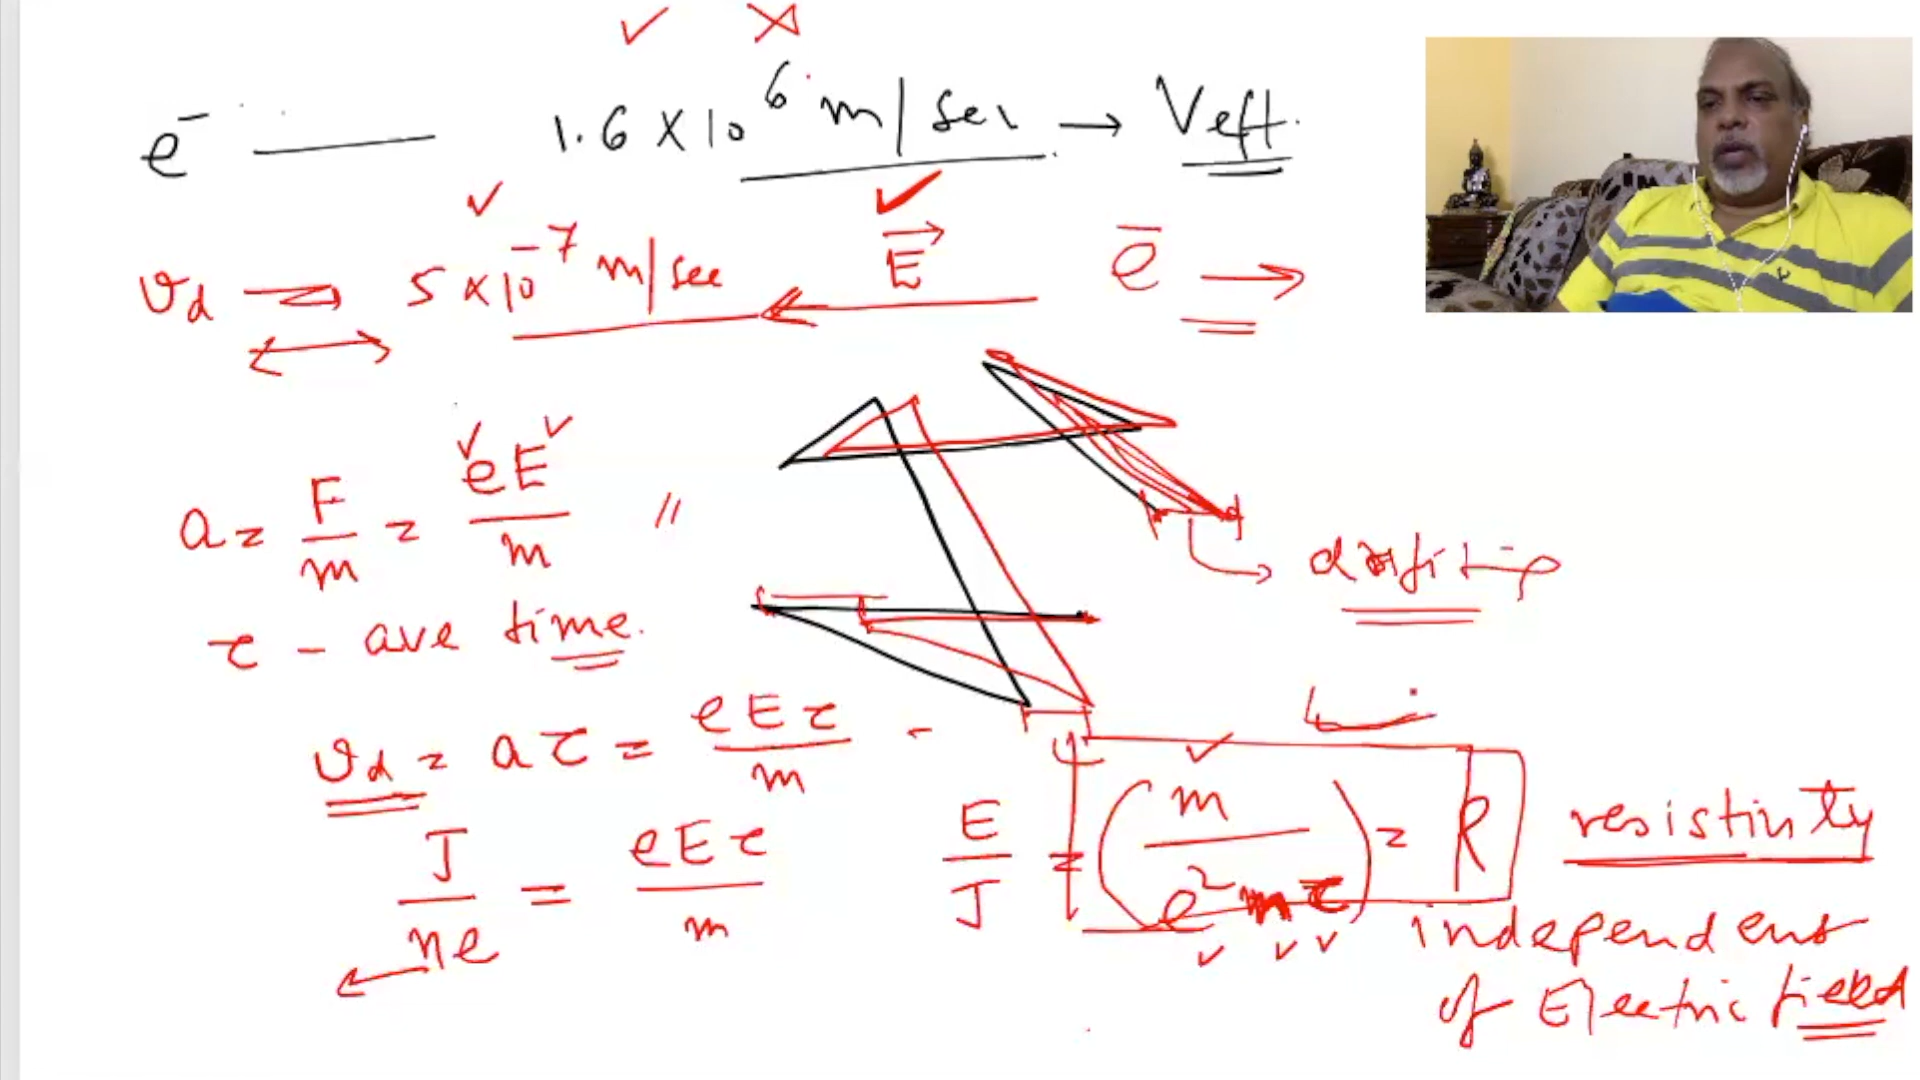 e⁻ — 1.6 × 10⁶ m/sec → Veff.
vd ⇒ 5 × 10⁻⁷ m/sec E⃗ e̅ →
a = F/m = eE/m "
drifting
τ – ave time.
vd = aτ = eEτ/m -
J/ne = eEτ/m E/J = (m/e²nτ) = R resistivity
independent
of Electric field